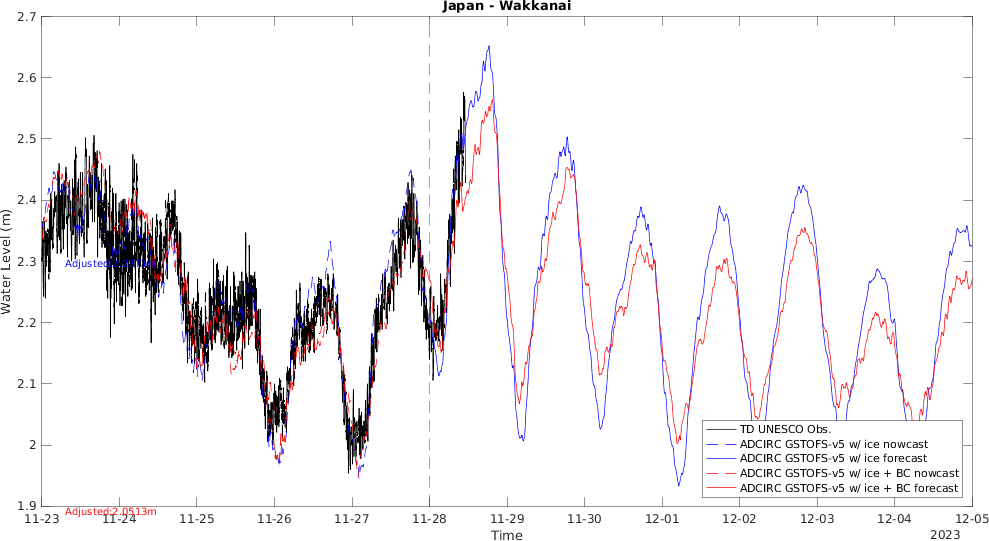 Japan - Wakkanai
2.7
2.6
2.5
2.4
2.3
2.2
2.1
2
1.9
Water Level (m)
Adjusted:
Adjusted:2.0513m
TD UNESCO Obs.
ADCIRC GSTOFS-v5 w/ ice nowcast
ADCIRC GSTOFS-v5 w/ ice forecast
ADCIRC GSTOFS-v5 w/ ice + BC nowcast
ADCIRC GSTOFS-v5 w/ ice + BC forecast
11-23 11-24 11-25 11-26 11-27 11-28 11-29 11-30 12-01 12-02 12-03 12-04 12-05
Time
2023